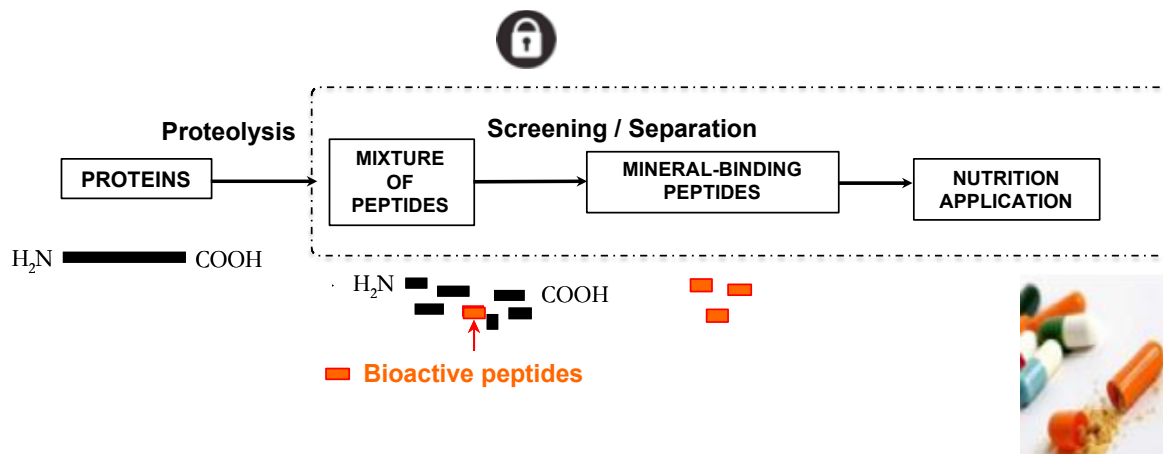 Proteolysis
Screening / Separation
PROTEINS
MIXTURE
OF
PEPTIDES
MINERAL-BINDING
PEPTIDES
NUTRITION
APPLICATION
H₂N
COOH
H₂N
COOH
Bioactive peptides